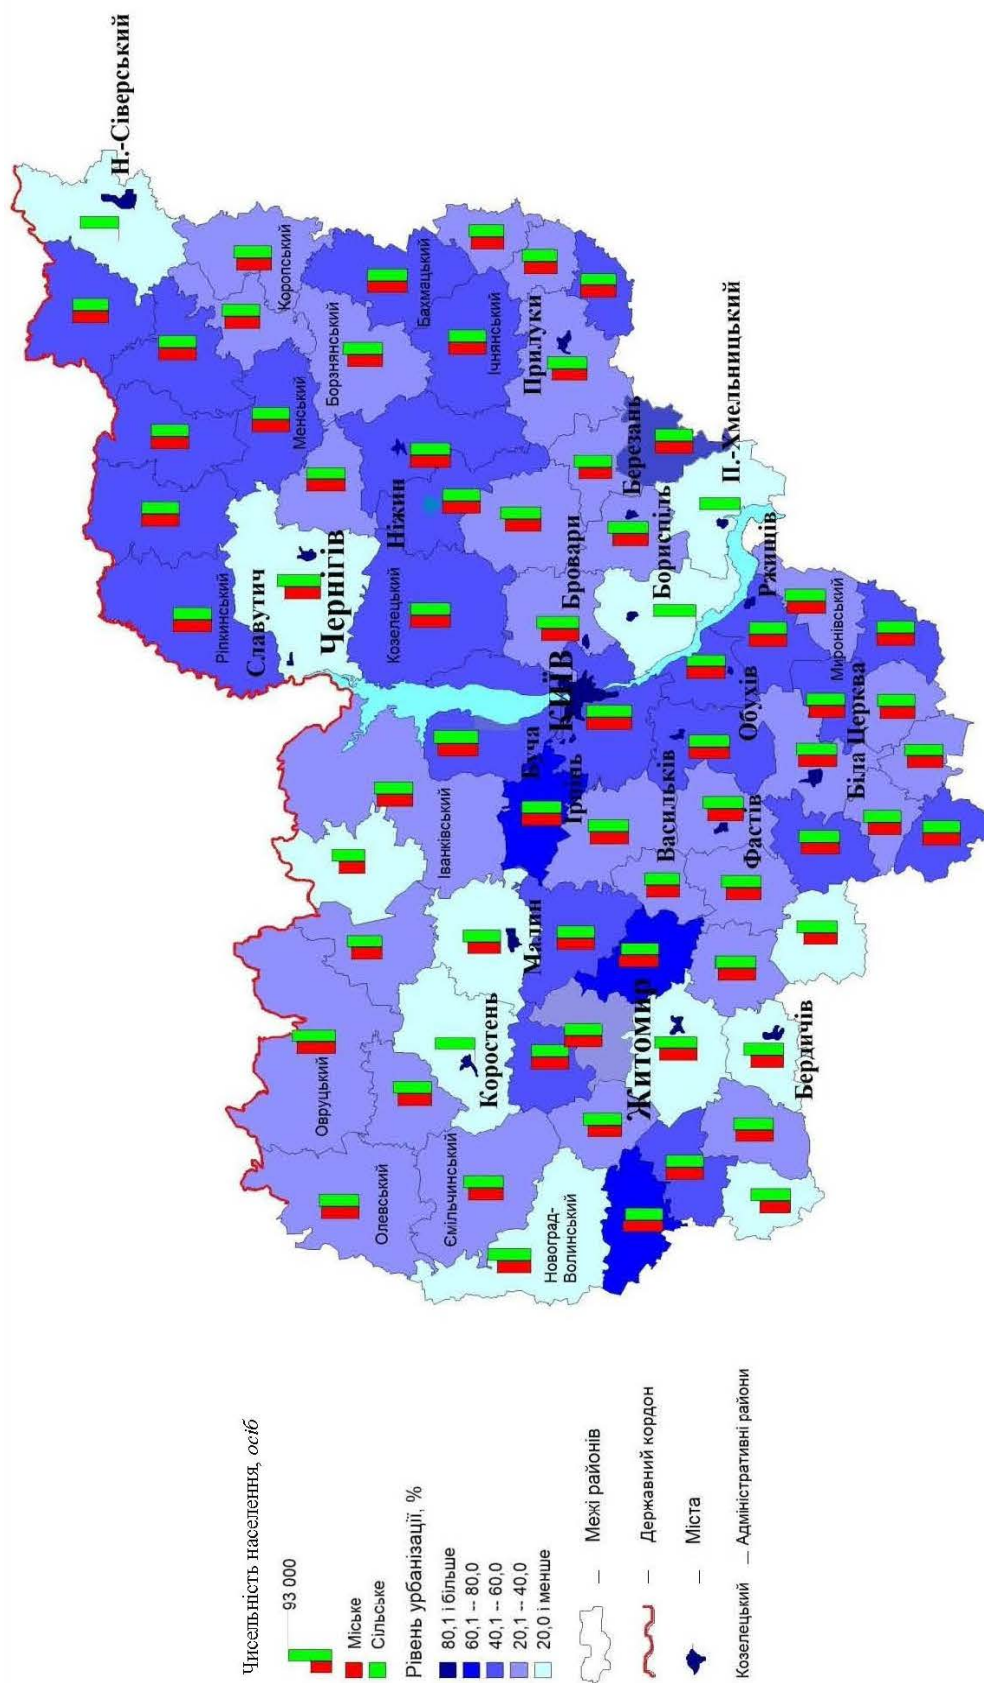 Н.-Сіверський
Коропський
Бахмацький
Борзнянський
Ічнянський
Прилуки
Менський
П.-Хмельницький
Березань
Ніжин
Бориспіль
Бровари
Ржищів
Ріпкинський
Славутич
Чернігів
Козелецький
Миронівський
КИЇВ
Обухів
Буча
Ірпінь
Біла Церква
Васильків
Фастів
Іванківський
Малин
Коростень
Житомир
Бердичів
Овруцький
Олевський
Ємільчинський
Новоград-
Волинський
Чисельність населення, осіб
93 000
Міське
Сільське
Рівень урбанізації, %
80,1 і більше
60,1 -- 80,0
40,1 -- 60,0
20,1 -- 40,0
20,0 і менше
— Межі районів
— Державний кордон
— Міста
Козелецький — Адміністративні райони